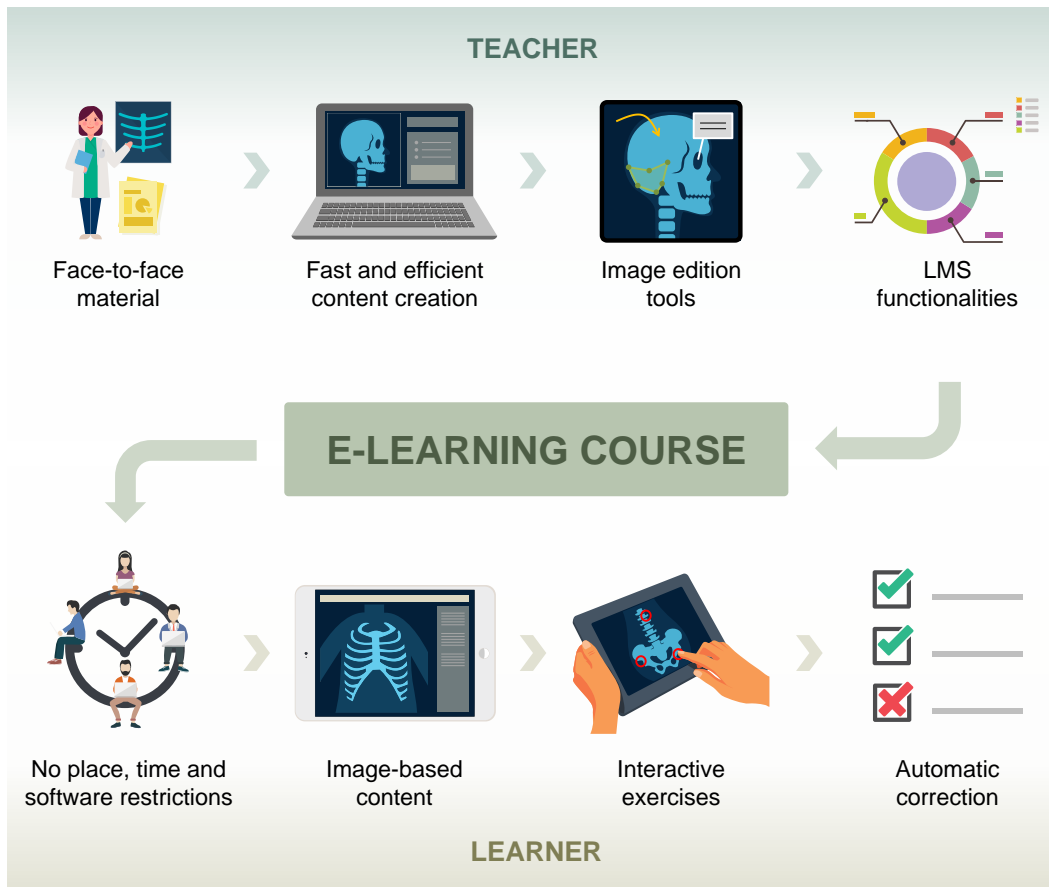 TEACHER
Face-to-face
material
Fast and efficient
content creation
Image edition
tools
LMS
functionalities
E-LEARNING COURSE
No place, time and
software restrictions
Image-based
content
Interactive
exercises
Automatic
correction
LEARNER